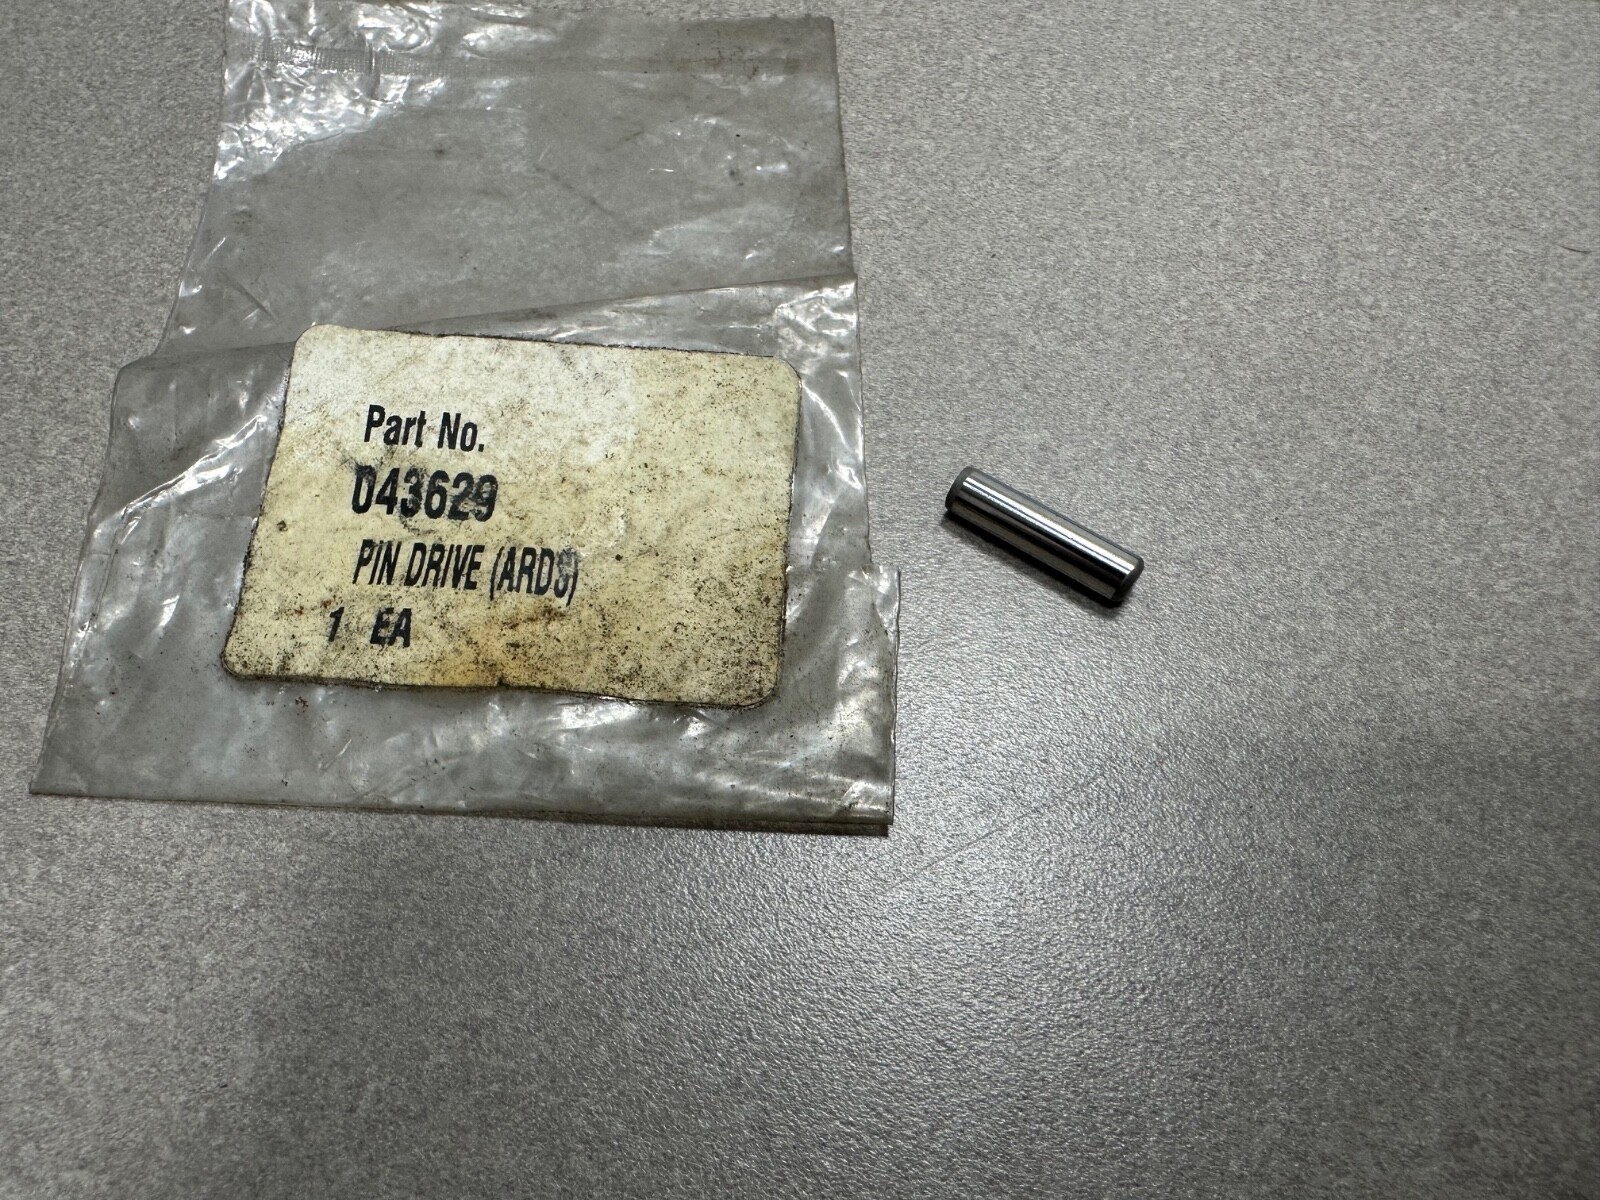 Part No.
043629
PIN DRIVE (ARDS)
1 EA